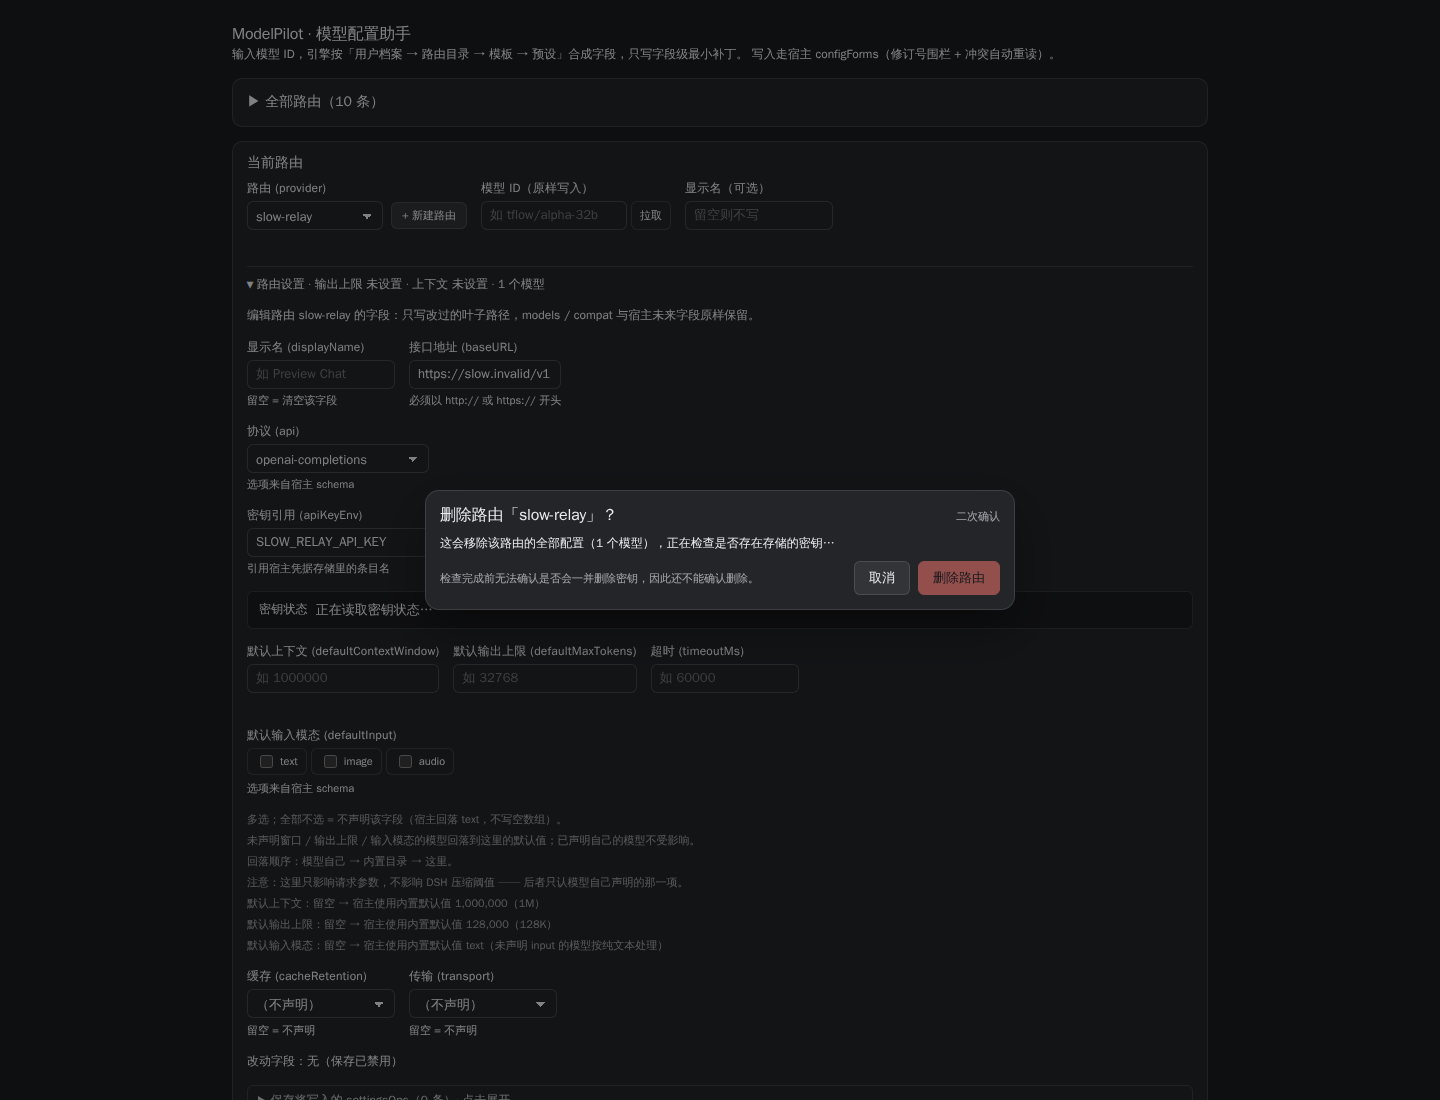 ModelPilot · 模型配置助手
输入模型 ID，引擎按「用户档案 → 路由目录 → 模板 → 预设」合成字段，只写字段级最小补丁。 写入走宿主 configForms（修订号围栏 + 冲突自动重读）。
▶ 全部路由（10 条）
当前路由
路由 (provider) 模型 ID（原样写入） 显示名（可选）
slow-relay + 新建路由 如 tflow/alpha-32b 拉取 留空则不写
▼ 路由设置 · 输出上限 未设置 · 上下文 未设置 · 1 个模型
编辑路由 slow-relay 的字段：只写改过的叶子路径，models / compat 与宿主未来字段原样保留。
显示名 (displayName) 接口地址 (baseURL)
如 Preview Chat https://slow.invalid/v1
留空 = 清空该字段 必须以 http:// 或 https:// 开头
协议 (api)
openai-completions
选项来自宿主 schema
密钥引用 (apiKeyEnv)
SLOW_RELAY_API_KEY
引用宿主凭据存储里的条目名
删除路由「slow-relay」？ 二次确认
这会移除该路由的全部配置（1 个模型），正在检查是否存在存储的密钥…
检查完成前无法确认是否会一并删除密钥，因此还不能确认删除。 取消 删除路由
密钥状态 正在读取密钥状态…
默认上下文 (defaultContextWindow) 默认输出上限 (defaultMaxTokens) 超时 (timeoutMs)
如 1000000 如 32768 如 60000
默认输入模态 (defaultInput)
text image audio
选项来自宿主 schema
多选；全部不选 = 不声明该字段（宿主回落 text，不写空数组）。
未声明窗口 / 输出上限 / 输入模态的模型回落到这里的默认值；已声明自己的模型不受影响。
回落顺序：模型自己 → 内置目录 → 这里。
注意：这里只影响请求参数，不影响 DSH 压缩阈值 —— 后者只认模型自己声明的那一项。
默认上下文：留空 → 宿主使用内置默认值 1,000,000（1M）
默认输出上限：留空 → 宿主使用内置默认值 128,000（128K）
默认输入模态：留空 → 宿主使用内置默认值 text（未声明 input 的模型按纯文本处理）
缓存 (cacheRetention) 传输 (transport)
（不声明） （不声明）
留空 = 不声明 留空 = 不声明
改动字段：无（保存已禁用）
▶ 保存将写入的 settingsOps（0 条），点击展开